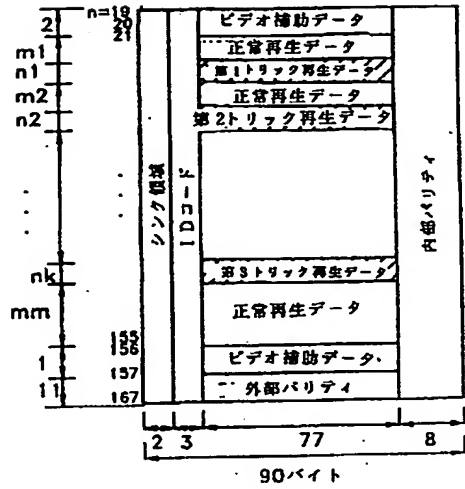 n=19
20
21
2
ビデオ補助データ
m1
正常再生データ
n1
第1トリック再生データ
m2
正常再生データ
n2
第2トリック再生データ
シンク領域
IDコード
内部パリティ
nk
第3トリック再生データ
mm
正常再生データ
155
156
1
ビデオ補助データ
157
11
外部パリティ
167
2
3
77
8
90バイト